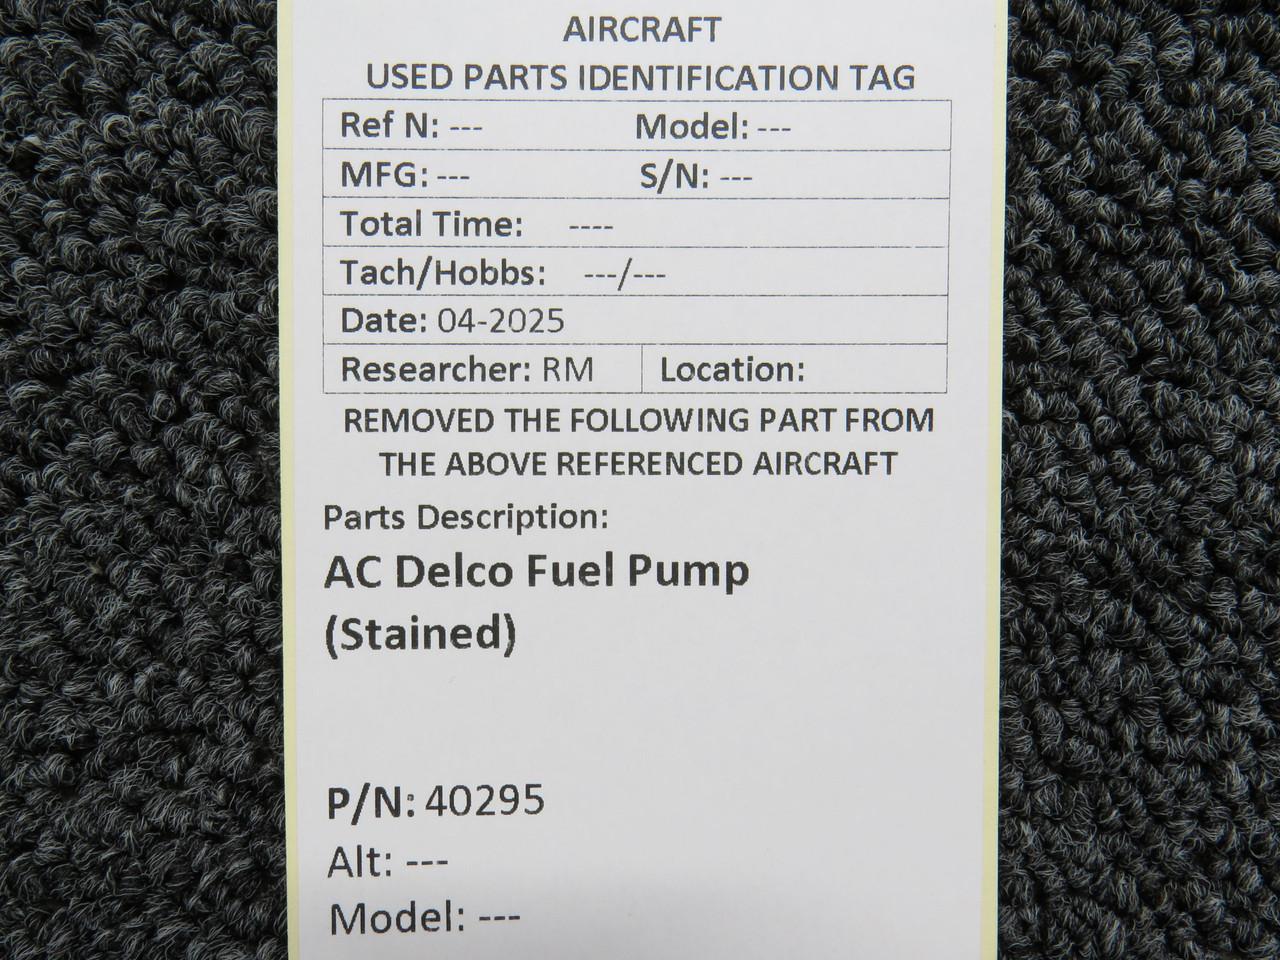 AIRCRAFT
USED PARTS IDENTIFICATION TAG
Ref N: --- Model: ---
MFG: --- S/N: ---
Total Time: ----
Tach/Hobbs: ---/---
Date: 04-2025
Researcher: RM Location:
REMOVED THE FOLLOWING PART FROM
THE ABOVE REFERENCED AIRCRAFT
Parts Description:
AC Delco Fuel Pump
(Stained)
P/N: 40295
Alt: ---
Model: ---